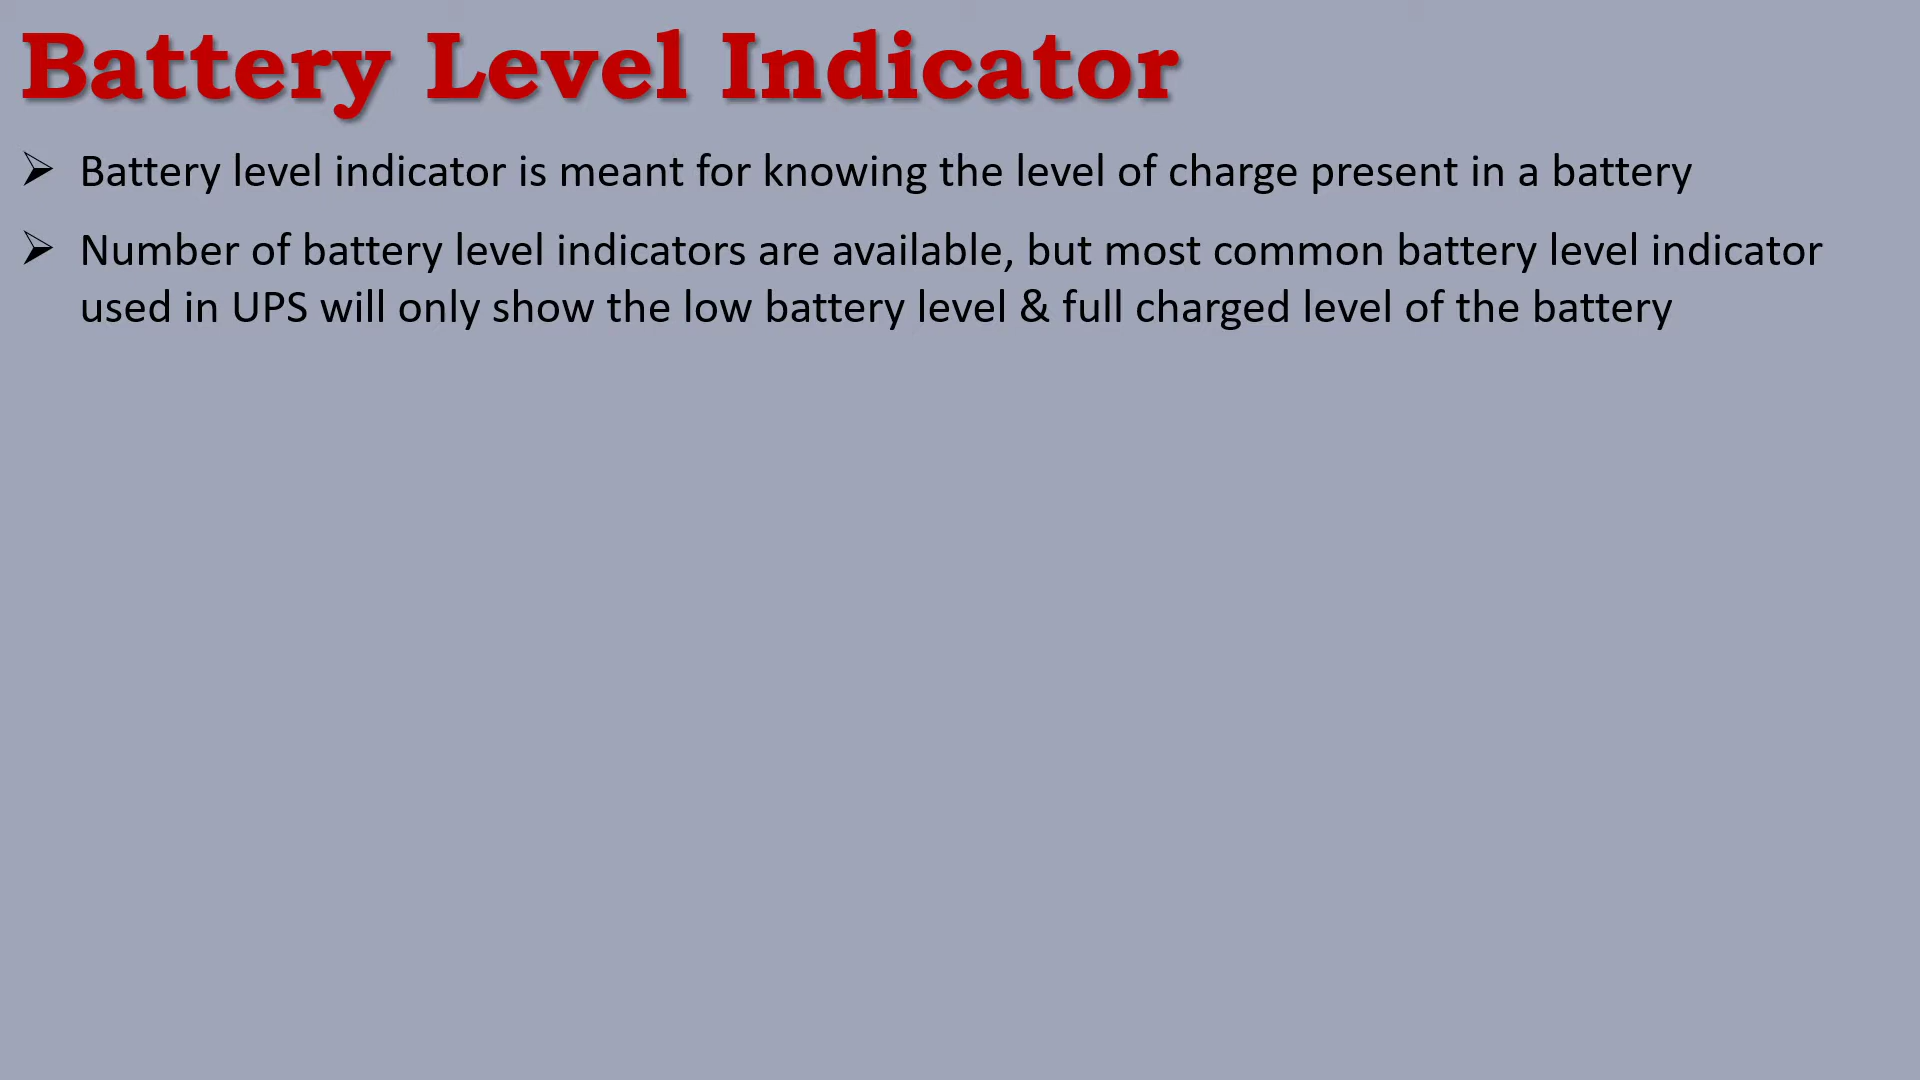 Battery Level Indicator
➢ Battery level indicator is meant for knowing the level of charge present in a battery
➢ Number of battery level indicators are available, but most common battery level indicator
used in UPS will only show the low battery level & full charged level of the battery